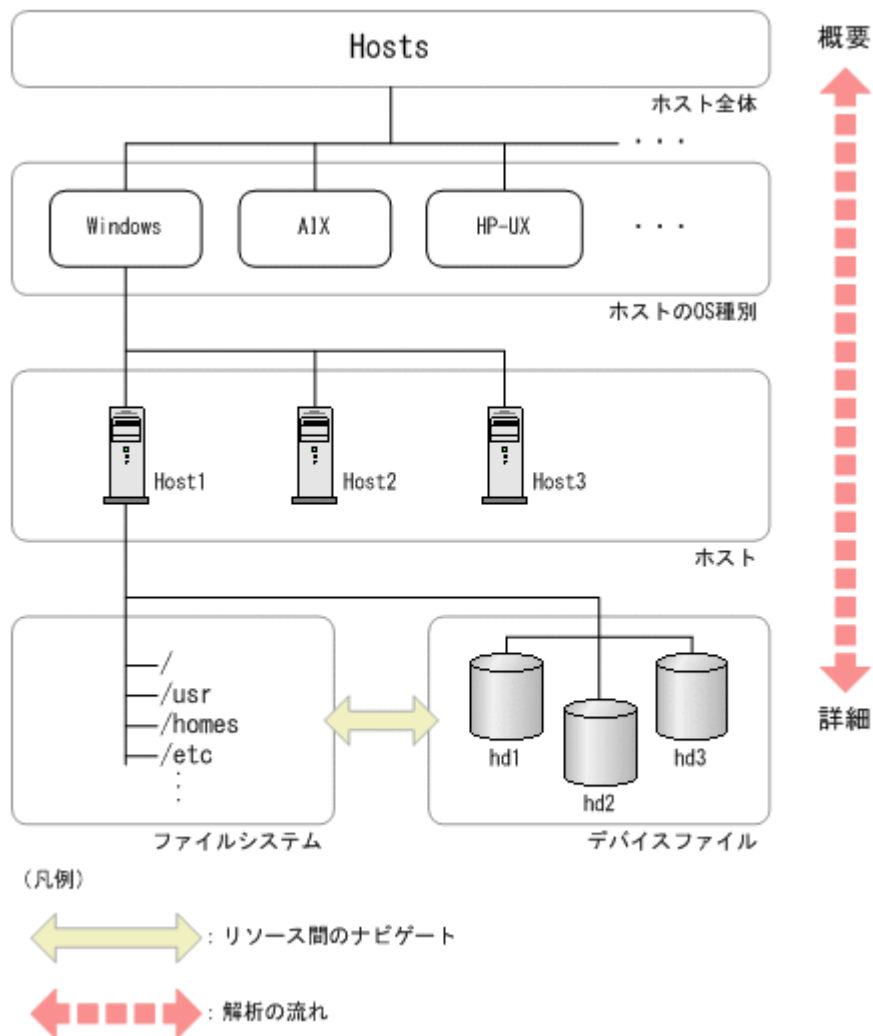 Hosts
概要
ホスト全体
・・・
Windows
AIX
HP-UX
・・・
ホストのOS種別
Host1
Host2
Host3
ホスト
/
/usr
/homes
/etc
⋮
hd1
hd2
hd3
詳細
ファイルシステム
デバイスファイル
（凡例）
：リソース間のナビゲート
：解析の流れ